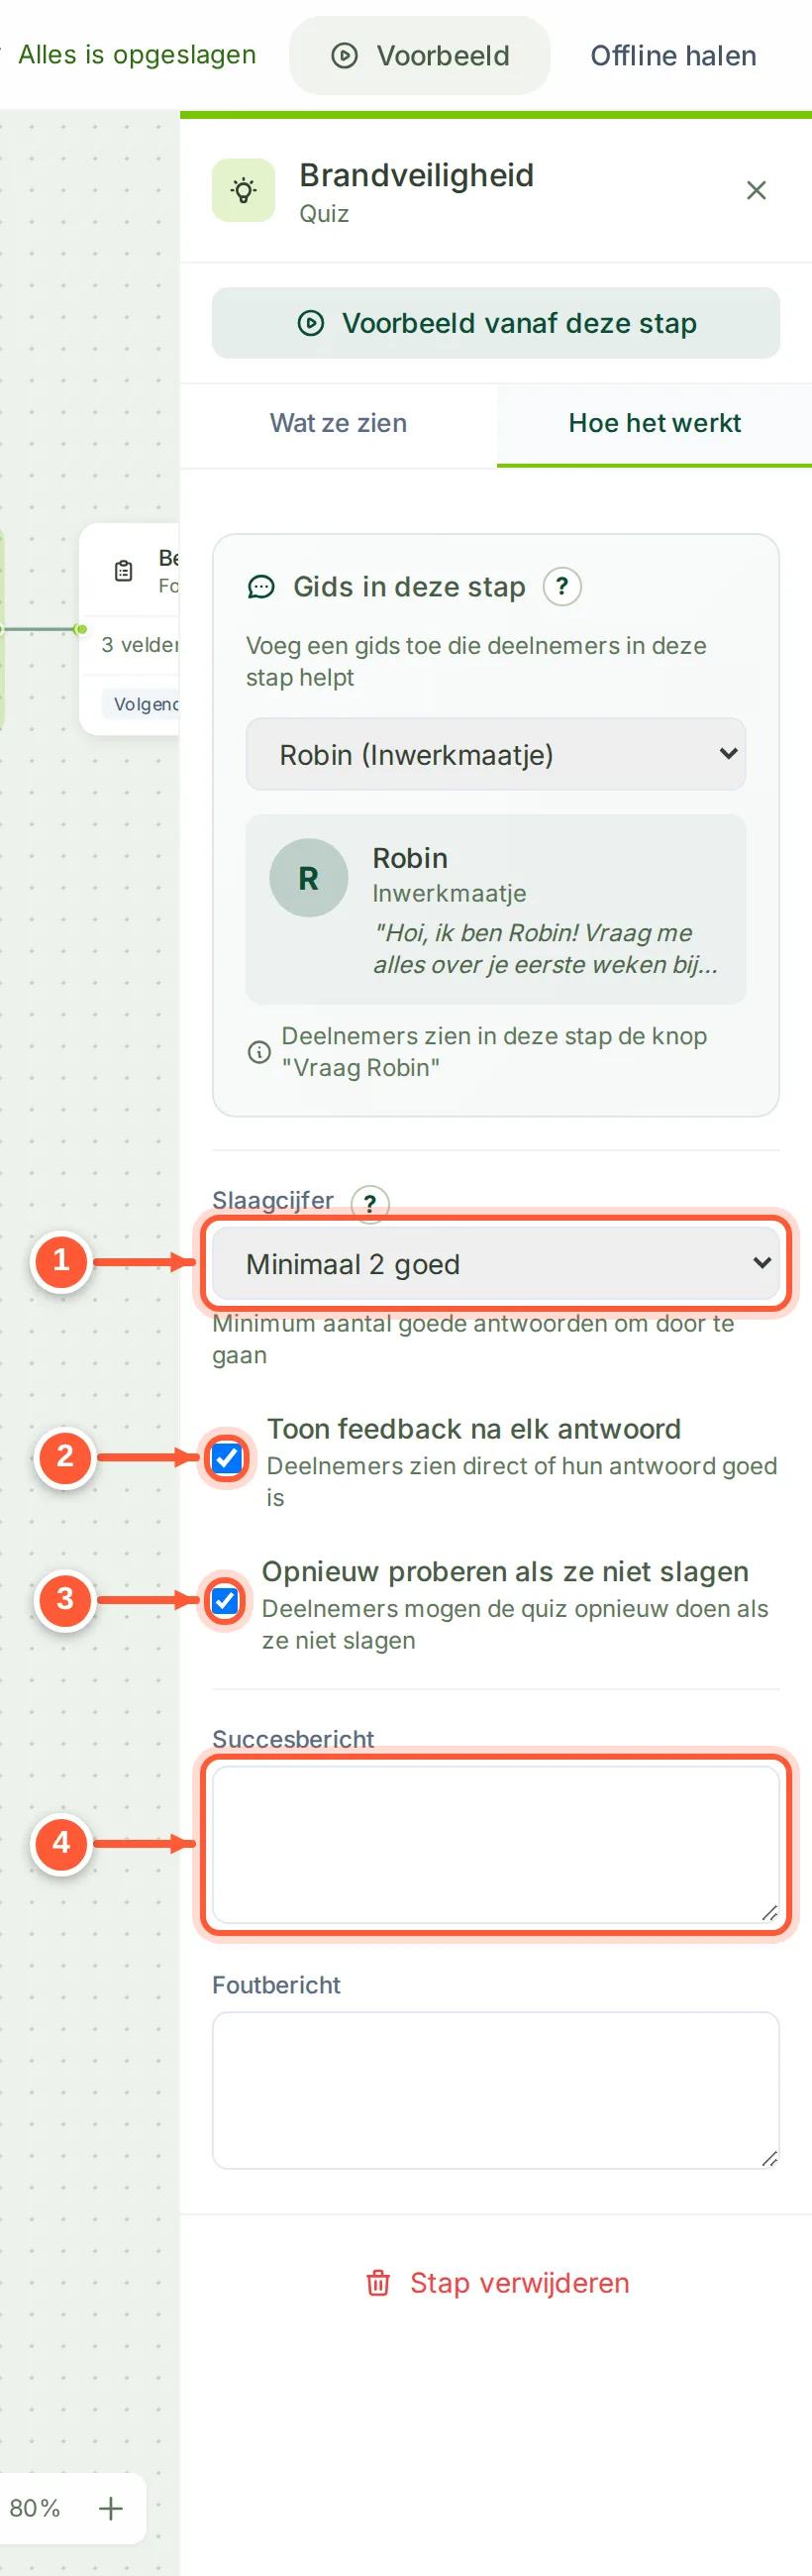 Alles is opgeslagen
Voorbeeld
Offline halen
Brandveiligheid
Quiz
Voorbeeld vanaf deze stap
Wat ze zien
Hoe het werkt
Be
Fo
3 velden
Volgend
Gids in deze stap ?
Voeg een gids toe die deelnemers in deze
stap helpt
Robin (Inwerkmaatje)
R
Robin
Inwerkmaatje
"Hoi, ik ben Robin! Vraag me
alles over je eerste weken bij...
Deelnemers zien in deze stap de knop
"Vraag Robin"
Slaagcijfer ?
1
Minimaal 2 goed
Minimum aantal goede antwoorden om door te
gaan
2
Toon feedback na elk antwoord
Deelnemers zien direct of hun antwoord goed
is
3
Opnieuw proberen als ze niet slagen
Deelnemers mogen de quiz opnieuw doen als
ze niet slagen
Succesbericht
4
Foutbericht
Stap verwijderen
80% +